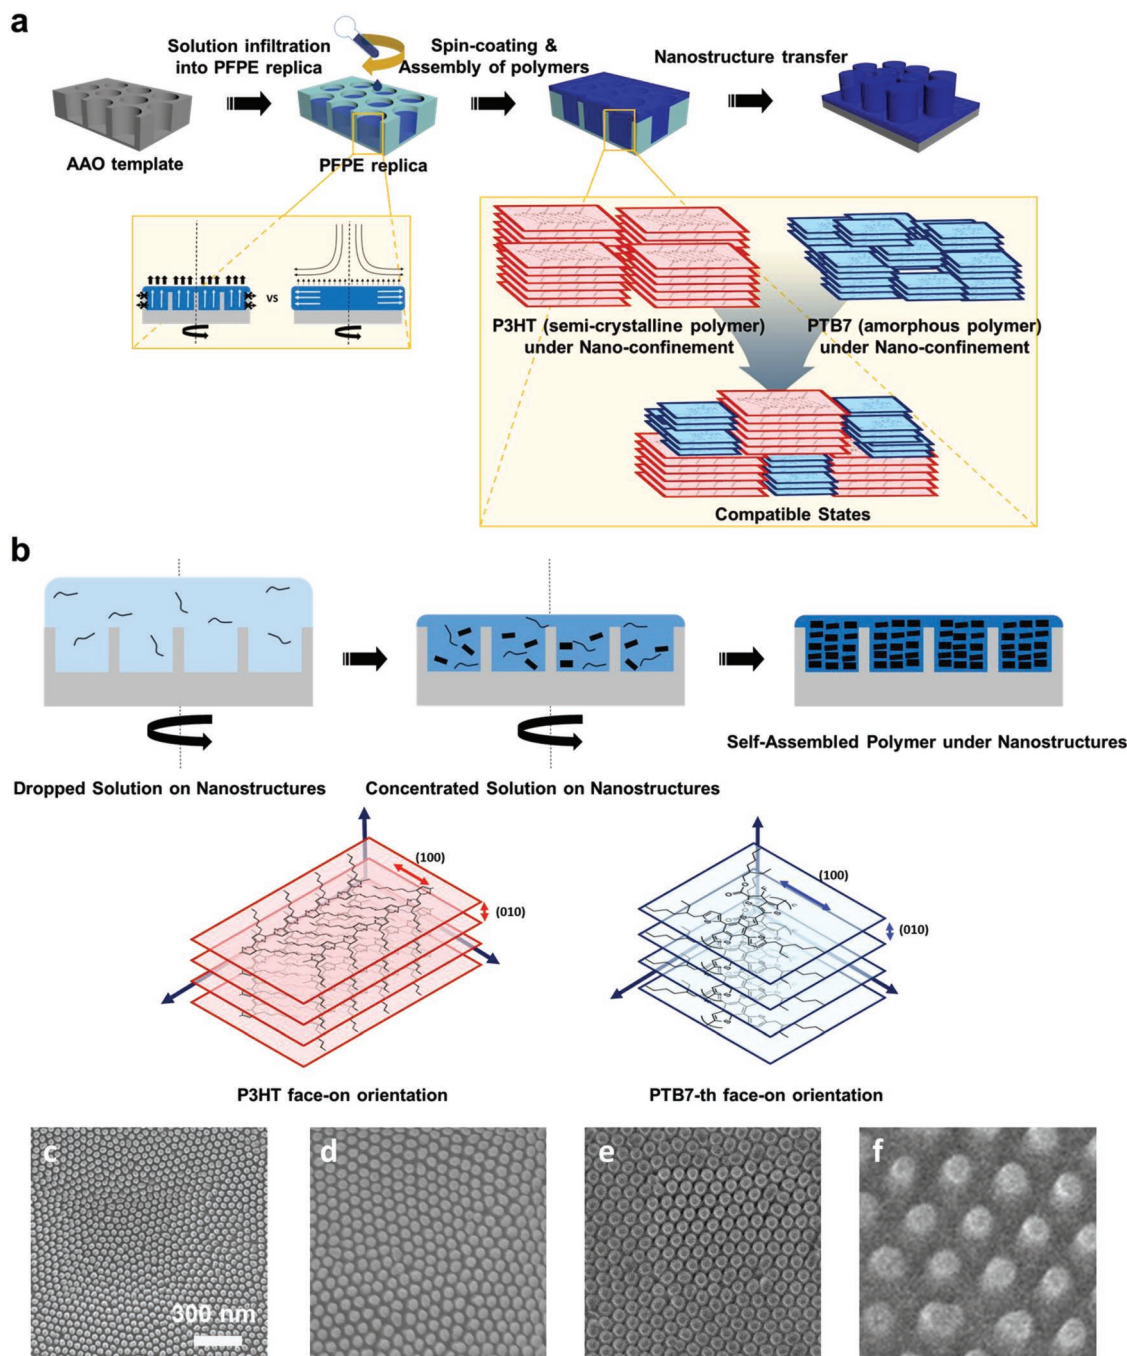 a
Solution infiltration
into PFPE replica
Spin-coating &
Assembly of polymers
Nanostructure transfer
AAO template
PFPE replica
vs
P3HT (semi-crystalline polymer)
under Nano-confinement
PTB7 (amorphous polymer)
under Nano-confinement
Compatible States
b
Self-Assembled Polymer under Nanostructures
Dropped Solution on Nanostructures
Concentrated Solution on Nanostructures
(100)
(010)
(100)
(010)
P3HT face-on orientation
PTB7-th face-on orientation
c
300 nm
d
e
f